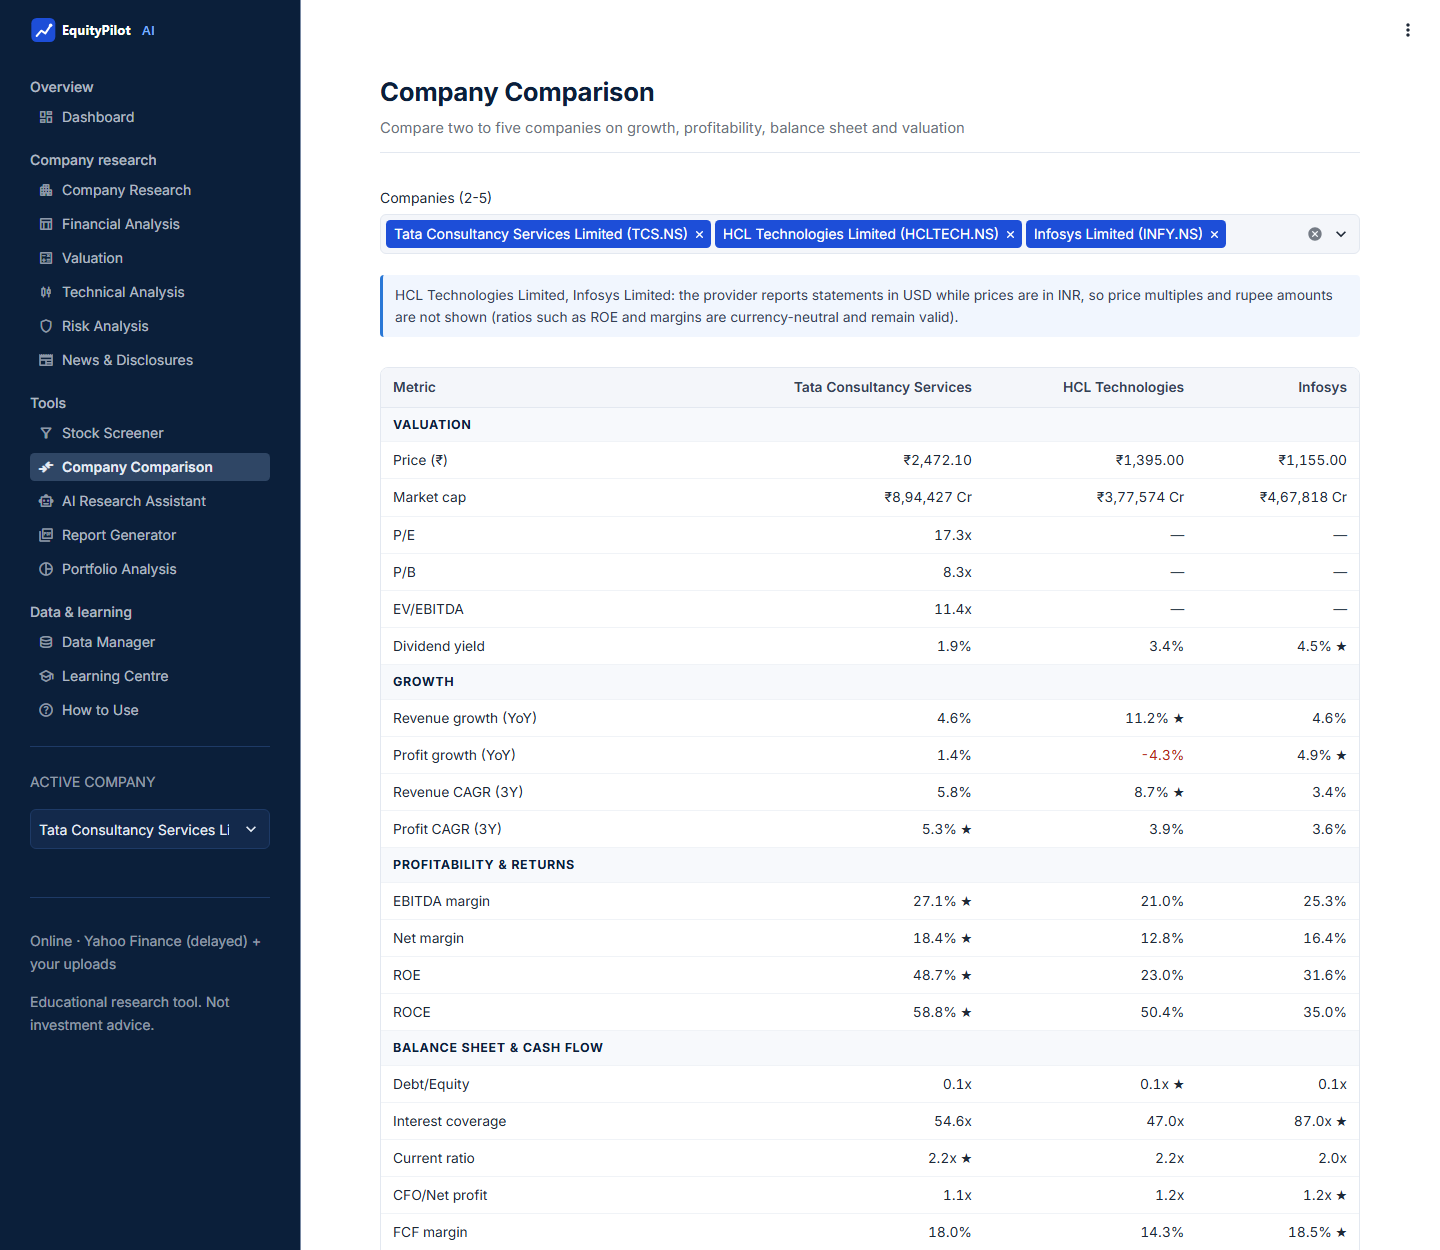 EquityPilot AI
Overview
Dashboard
Company research
Company Research
Financial Analysis
Valuation
Technical Analysis
Risk Analysis
News & Disclosures
Tools
Stock Screener
Company Comparison
AI Research Assistant
Report Generator
Portfolio Analysis
Data & learning
Data Manager
Learning Centre
How to Use
ACTIVE COMPANY
Tata Consultancy Services Li
Online · Yahoo Finance (delayed) +
your uploads
Educational research tool. Not
investment advice.
Company Comparison
Compare two to five companies on growth, profitability, balance sheet and valuation
Companies (2-5)
Tata Consultancy Services Limited (TCS.NS) × HCL Technologies Limited (HCLTECH.NS) × Infosys Limited (INFY.NS) ×
HCL Technologies Limited, Infosys Limited: the provider reports statements in USD while prices are in INR, so price multiples and rupee amounts
are not shown (ratios such as ROE and margins are currency-neutral and remain valid).
Metric Tata Consultancy Services HCL Technologies Infosys
VALUATION
Price (₹) ₹2,472.10 ₹1,395.00 ₹1,155.00
Market cap ₹8,94,427 Cr ₹3,77,574 Cr ₹4,67,818 Cr
P/E 17.3x — —
P/B 8.3x — —
EV/EBITDA 11.4x — —
Dividend yield 1.9% 3.4% 4.5% ★
GROWTH
Revenue growth (YoY) 4.6% 11.2% ★ 4.6%
Profit growth (YoY) 1.4% -4.3% 4.9% ★
Revenue CAGR (3Y) 5.8% 8.7% ★ 3.4%
Profit CAGR (3Y) 5.3% ★ 3.9% 3.6%
PROFITABILITY & RETURNS
EBITDA margin 27.1% ★ 21.0% 25.3%
Net margin 18.4% ★ 12.8% 16.4%
ROE 48.7% ★ 23.0% 31.6%
ROCE 58.8% ★ 50.4% 35.0%
BALANCE SHEET & CASH FLOW
Debt/Equity 0.1x 0.1x ★ 0.1x
Interest coverage 54.6x 47.0x 87.0x ★
Current ratio 2.2x ★ 2.2x 2.0x
CFO/Net profit 1.1x 1.2x 1.2x ★
FCF margin 18.0% 14.3% 18.5% ★